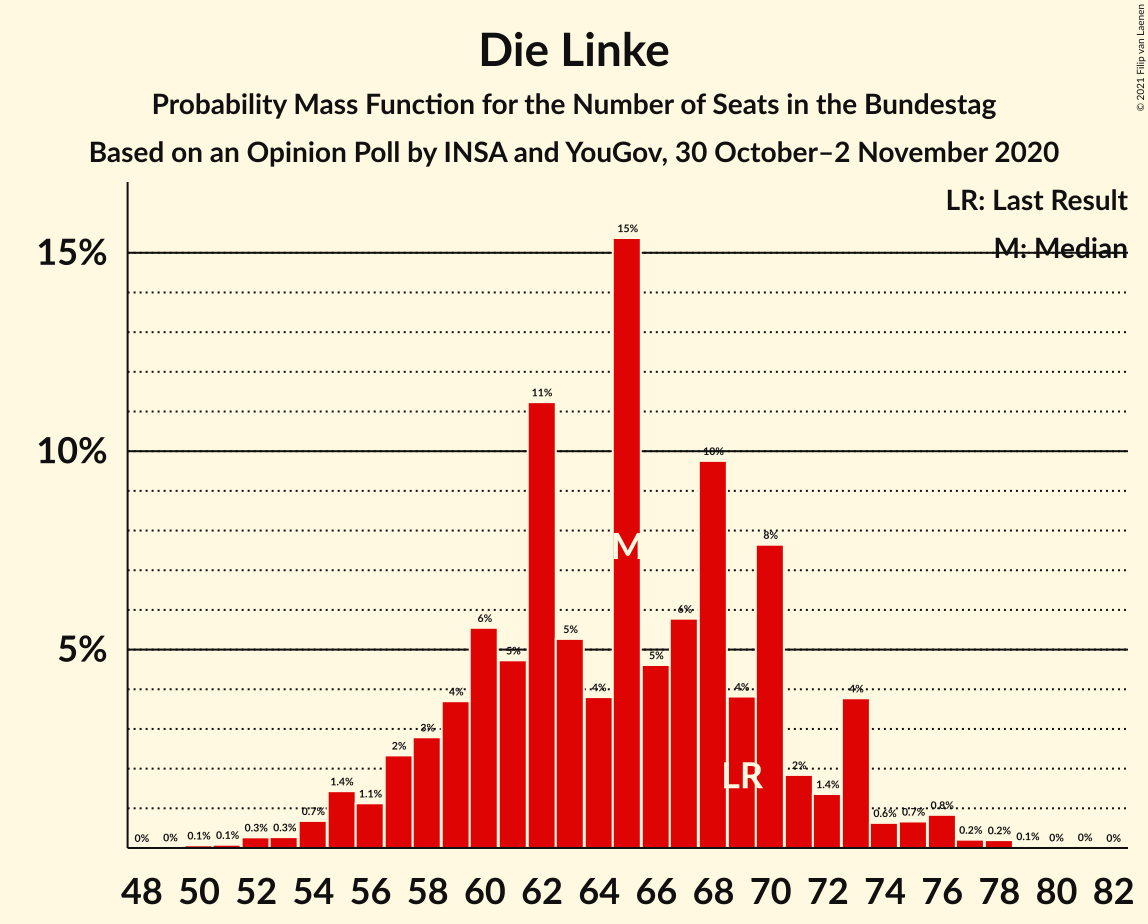 Die Linke
Probability Mass Function for the Number of Seats in the Bundestag
Based on an Opinion Poll by INSA and YouGov, 30 October–2 November 2020
© 2021 Filip van Laenen
LR: Last Result
M: Median
15%
10%
5%
0% 0% 0.1% 0.1% 0.3% 0.3% 0.7% 1.4% 1.1% 2% 3% 4% 6% 5% 11% 5% 4% 15% 5% 6% 10% 4% 8% 2% 1.4% 4% 0.6% 0.7% 0.8% 0.2% 0.2% 0.1% 0% 0% 0%
M
LR
48 50 52 54 56 58 60 62 64 66 68 70 72 74 76 78 80 82